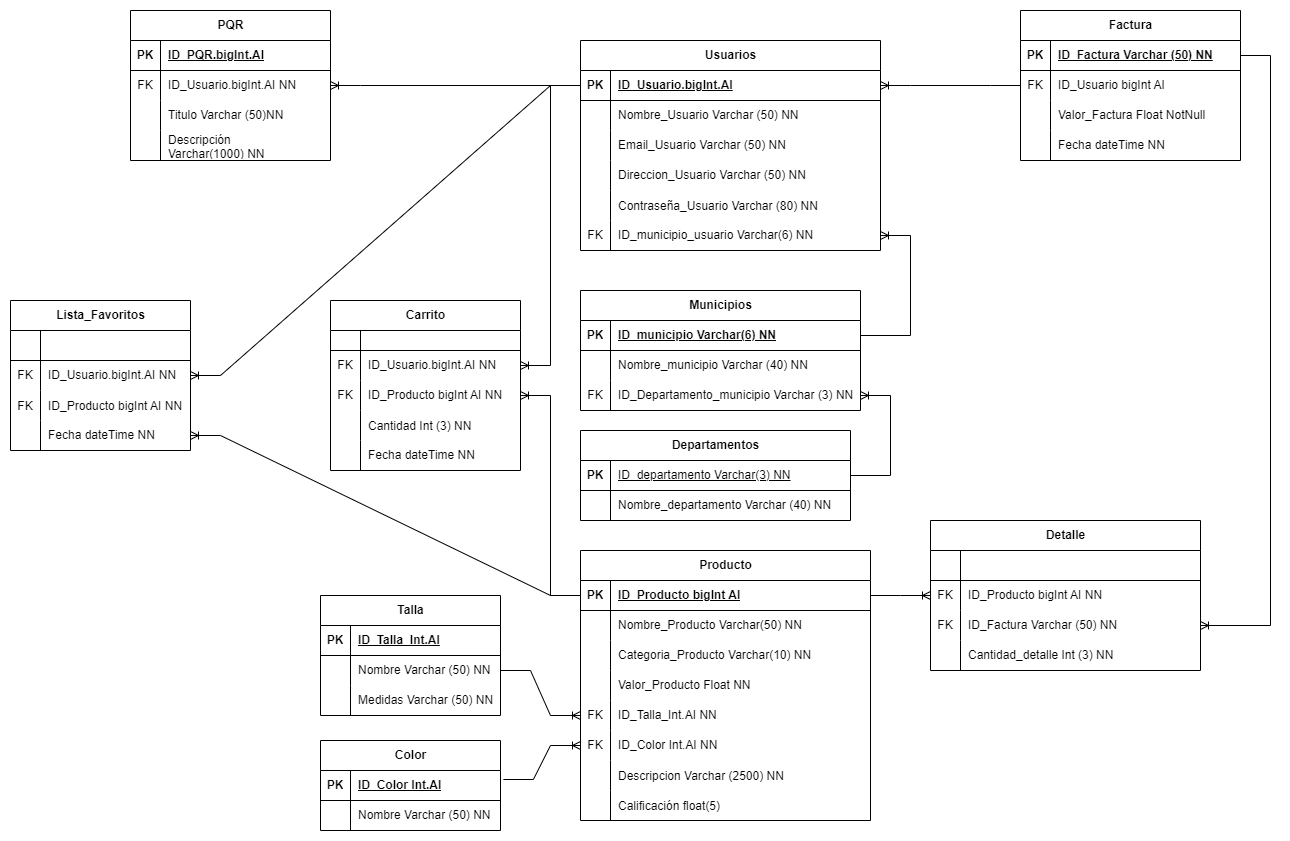 PQR
PK ID_PQR.bigInt.AI
FK ID_Usuario.bigInt.AI NN
Titulo Varchar (50)NN
Descripción
Varchar(1000) NN
Usuarios
PK ID_Usuario.bigInt.AI
Nombre_Usuario Varchar (50) NN
Email_Usuario Varchar (50) NN
Direccion_Usuario Varchar (50) NN
Contraseña_Usuario Varchar (80) NN
FK ID_municipio_usuario Varchar(6) NN
Factura
PK ID_Factura Varchar (50) NN
FK ID_Usuario bigInt AI
Valor_Factura Float NotNull
Fecha dateTime NN
Lista_Favoritos
FK ID_Usuario.bigInt.AI NN
FK ID_Producto bigInt AI NN
Fecha dateTime NN
Carrito
FK ID_Usuario.bigInt.AI NN
FK ID_Producto bigInt AI NN
Cantidad Int (3) NN
Fecha dateTime NN
Municipios
PK ID_municipio Varchar(6) NN
Nombre_municipio Varchar (40) NN
FK ID_Departamento_municipio Varchar (3) NN
Departamentos
PK ID_departamento Varchar(3) NN
Nombre_departamento Varchar (40) NN
Detalle
FK ID_Producto bigInt AI NN
FK ID_Factura Varchar (50) NN
Cantidad_detalle Int (3) NN
Producto
PK ID_Producto bigInt AI
Nombre_Producto Varchar(50) NN
Categoria_Producto Varchar(10) NN
Valor_Producto Float NN
FK ID_Talla_Int.AI NN
FK ID_Color Int.AI NN
Descripcion Varchar (2500) NN
Calificación float(5)
Talla
PK ID_Talla_Int.AI
Nombre Varchar (50) NN
Medidas Varchar (50) NN
Color
PK ID_Color Int.AI
Nombre Varchar (50) NN